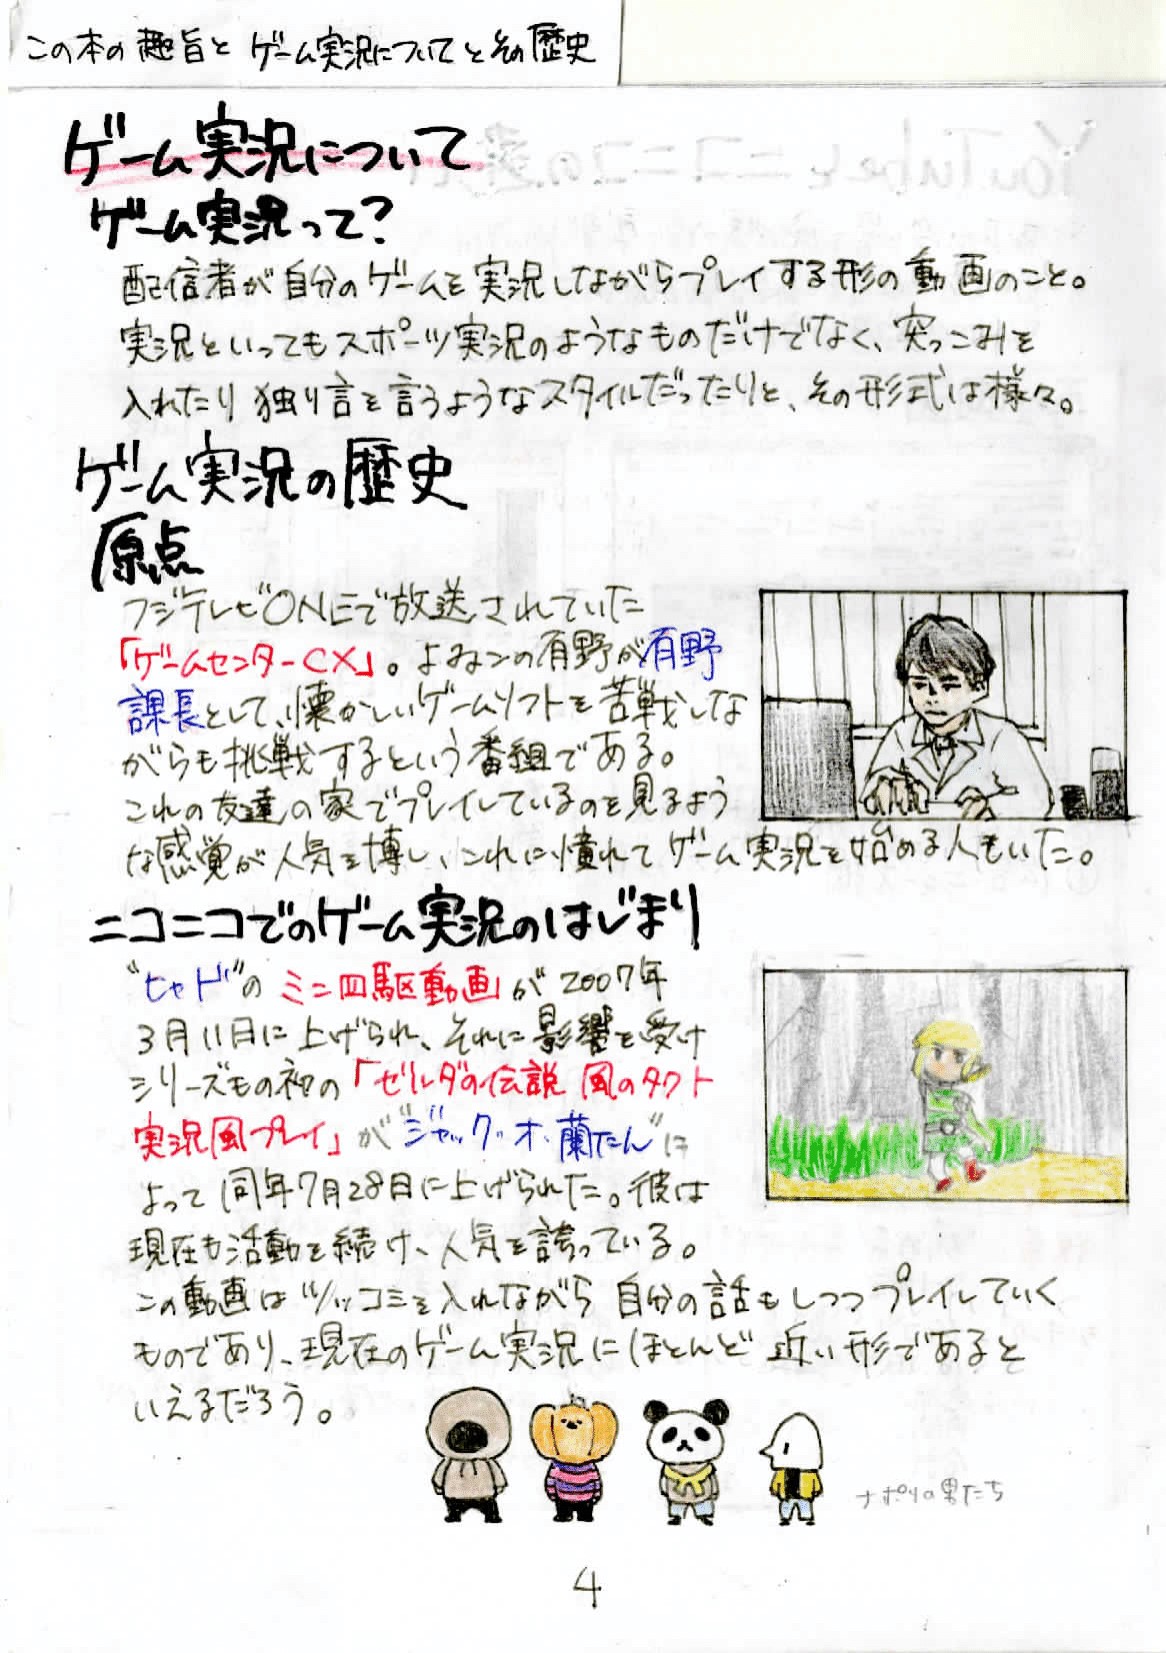 この本の趣旨と ゲーム実況についてとその歴史
ゲーム実況について
ゲーム実況って?
配信者が自分のゲームを実況しながらプレイする形の動画のこと。
実況といってもスポーツ実況のようなものだけでなく、突っこみを
入れたり独り言を言うようなスタイルだったりと、その形式は様々。
ゲーム実況の歴史
原点
フジテレビONEで放送されていた
「ゲームセンターCX」。よゐこの有野が有野
課長として、懐かしいゲームソフトを苦戦しな
がらも挑戦するという番組である。
これの友達の家でプレイしているのを見るよう
な感覚が人気を博し、これに憧れてゲーム実況を始める人もいた。
ニコニコでのゲーム実況のはじまり
"ヒャド"のミニ四駆動画が2007年
3月11日に上げられ、それに影響を受け
シリーズもの初の「ゼルダの伝説 風のタクト
実況風プレイ」が"ジャック・オ・蘭たん"に
よって同年7月28日に上げられた。彼は
現在も活動を続け、人気を誇っている。
この動画はツッコミを入れながら自分の話もしつつプレイしていく
ものであり、現在のゲーム実況にほとんど近い形であると
いえるだろう。
ナポリの男たち
4